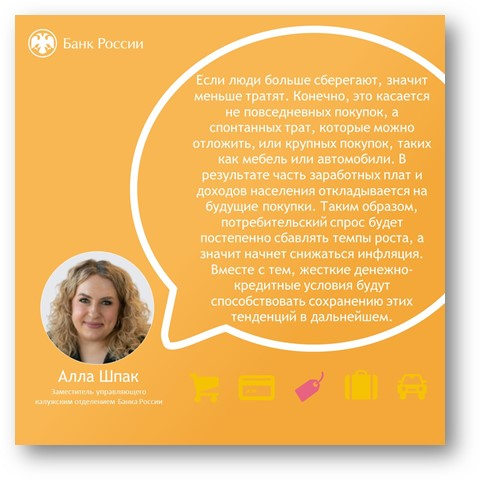 Банк России
Если люди больше сберегают, значит
меньше тратят. Конечно, это касается
не повседневных покупок, а
спонтанных трат, которые можно
отложить, или крупных покупок, таких
как мебель или автомобили. В
результате часть заработных плат и
доходов населения откладывается на
будущие покупки. Таким образом,
потребительский спрос будет
постепенно сбавлять темпы роста, а
значит начнет снижаться инфляция.
Вместе с тем, жесткие денежно-
кредитные условия будут
способствовать сохранению этих
тенденций в дальнейшем.
Алла Шпак
Заместитель управляющего
калужским отделением Банка России